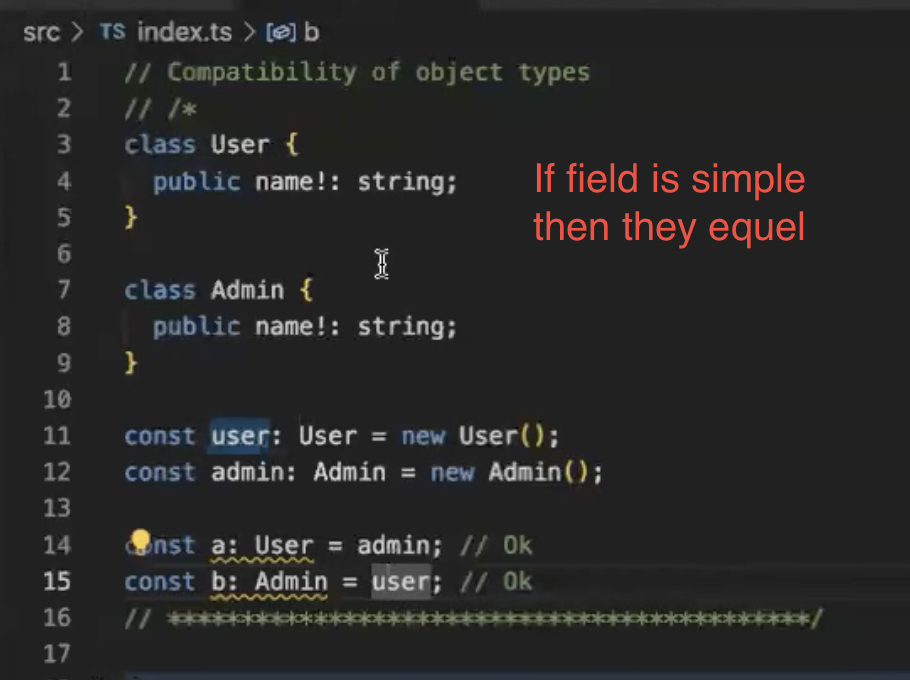 src > TS index.ts > b
1 // Compatibility of object types
2 // /*
3 class User {
4 public name!: string;
5 }
6
7 class Admin {
8 public name!: string;
9 }
10
11 const user: User = new User();
12 const admin: Admin = new Admin();
13
14 const a: User = admin; // Ok
15 const b: Admin = user; // Ok
16 // *********************************************/
17
If field is simple
then they equel